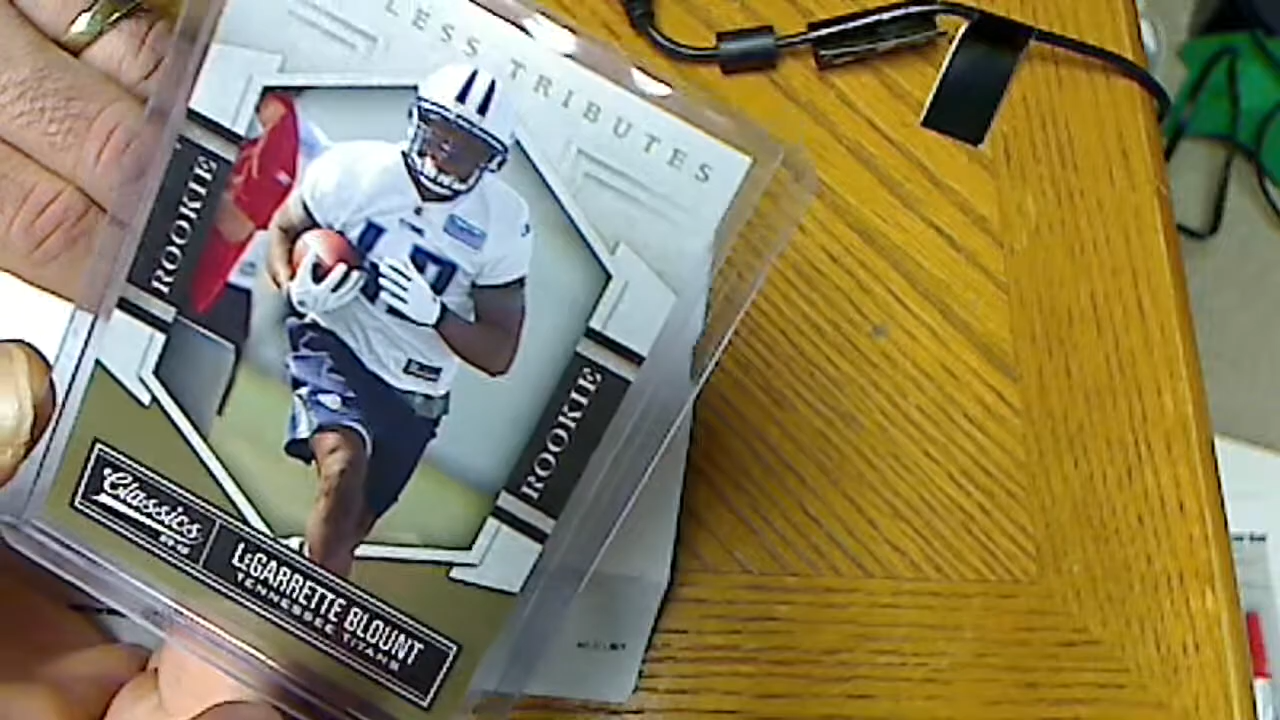 LESS TRIBUTES
ROOKIE
ROOKIE
Classics
LEGARRETTE BLOUNT
TENNESSEE TITANS